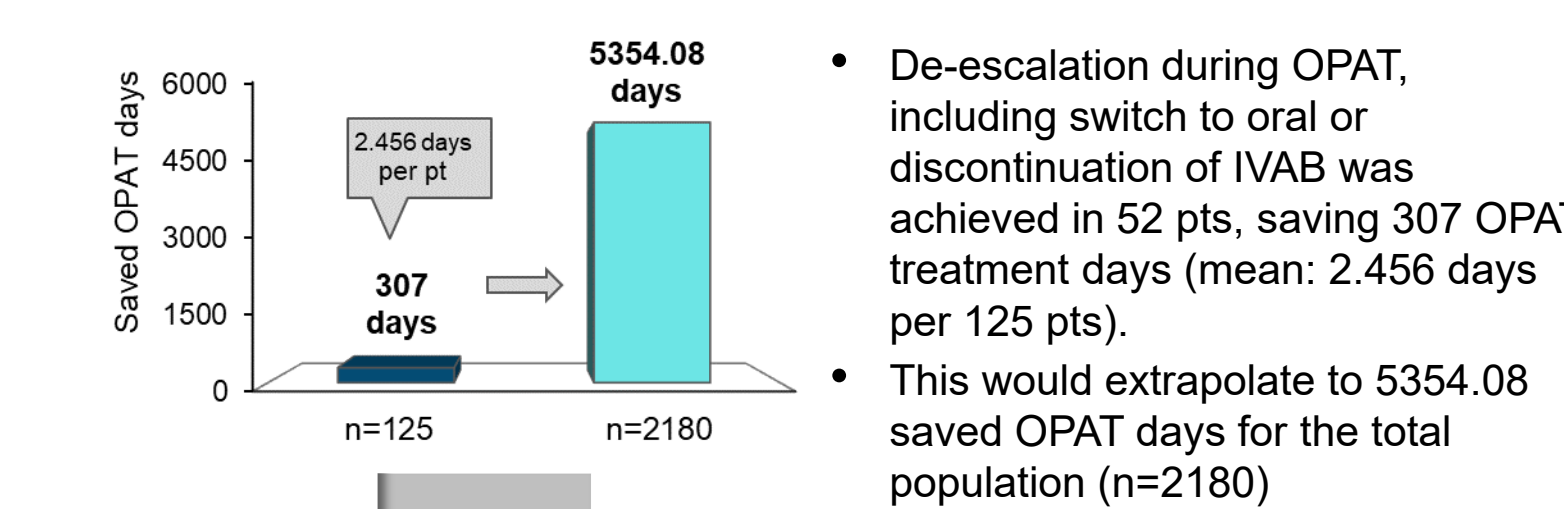 5354.08
days
Saved OPAT days
6000
4500
3000
1500
0
2.456 days
per pt
307
days
n=125
n=2180
• De-escalation during OPAT,
including switch to oral or
discontinuation of IVAB was
achieved in 52 pts, saving 307 OPAT
treatment days (mean: 2.456 days
per 125 pts).
• This would extrapolate to 5354.08
saved OPAT days for the total
population (n=2180)